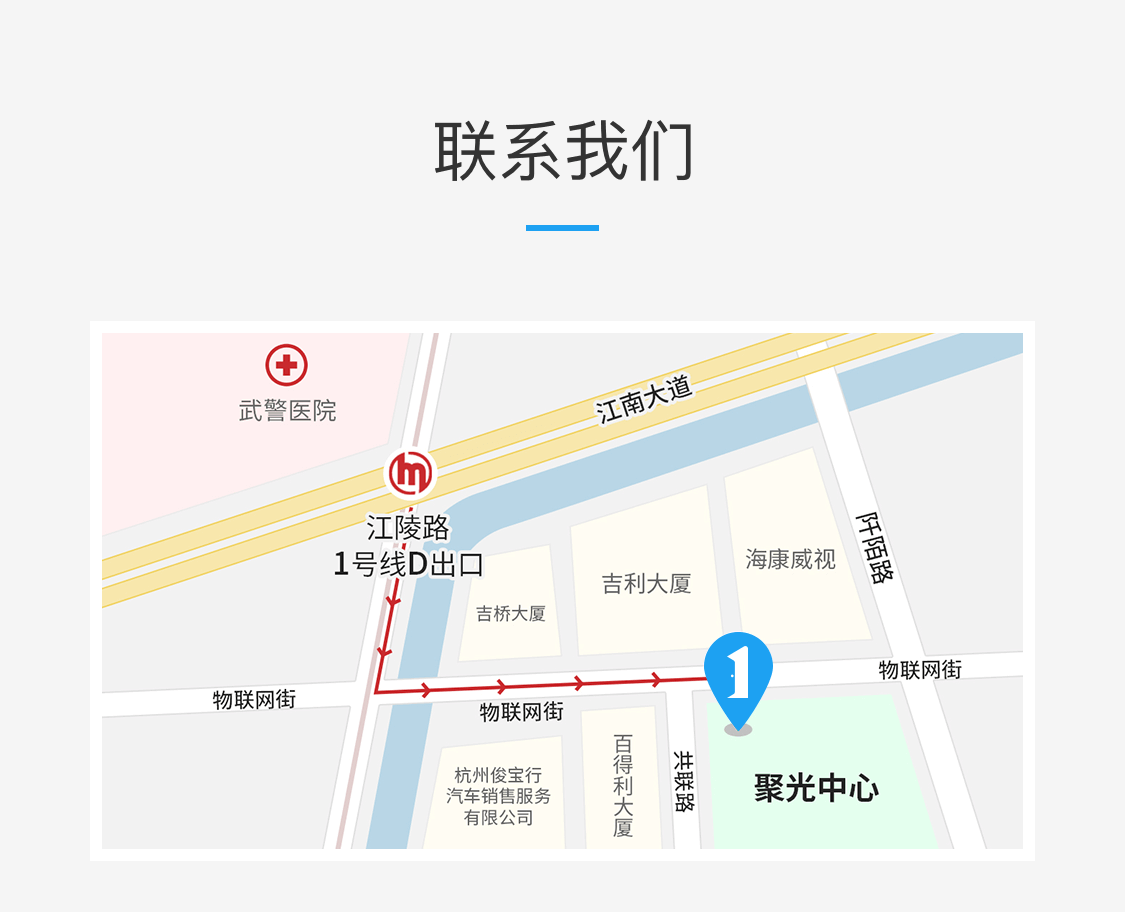 联系我们
武警医院
江南大道
江陵路
1号线D出口
阡陌路
海康威视
吉利大厦
吉桥大厦
1
物联网街
物联网街
物联网街
百得利大厦
共联路
杭州俊宝行
汽车销售服务
有限公司
聚光中心